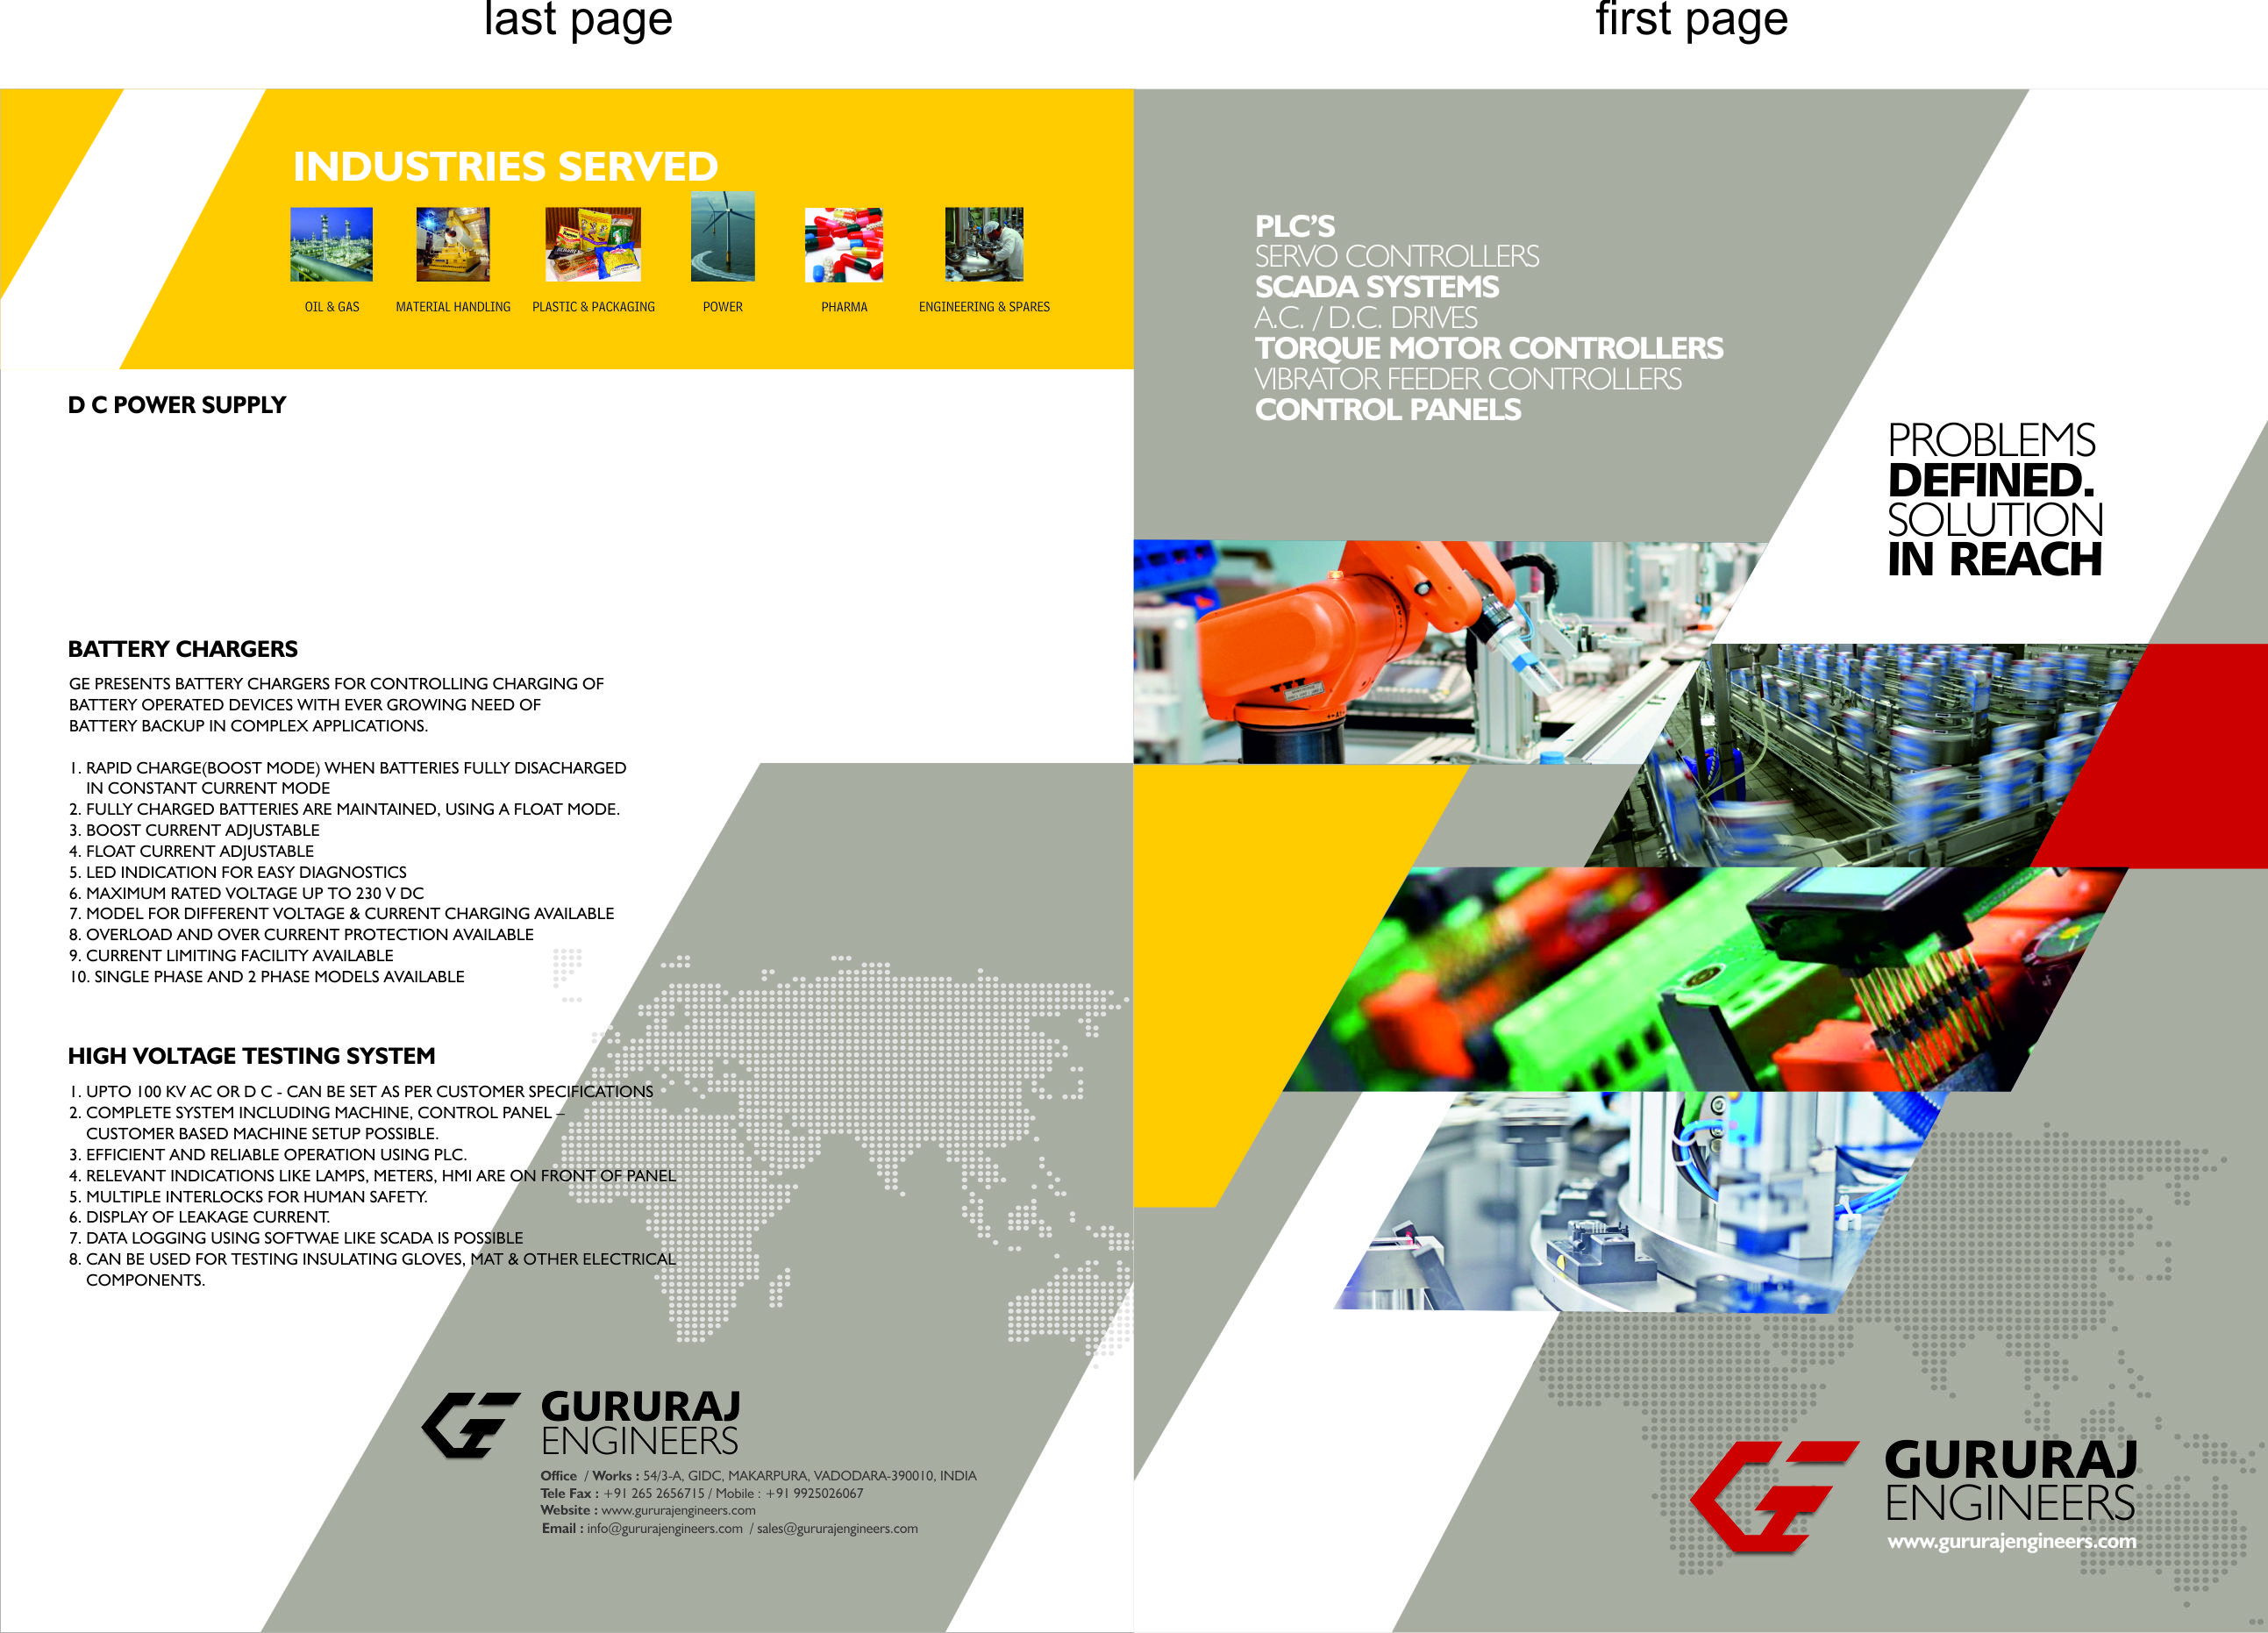 last page
first page
INDUSTRIES SERVED
OIL & GAS
MATERIAL HANDLING
PLASTIC & PACKAGING
POWER
PHARMA
ENGINEERING & SPARES
D C POWER SUPPLY
BATTERY CHARGERS
GE PRESENTS BATTERY CHARGERS FOR CONTROLLING CHARGING OF
BATTERY OPERATED DEVICES WITH EVER GROWING NEED OF
BATTERY BACKUP IN COMPLEX APPLICATIONS.
1. RAPID CHARGE(BOOST MODE) WHEN BATTERIES FULLY DISACHARGED
IN CONSTANT CURRENT MODE
2. FULLY CHARGED BATTERIES ARE MAINTAINED, USING A FLOAT MODE.
3. BOOST CURRENT ADJUSTABLE
4. FLOAT CURRENT ADJUSTABLE
5. LED INDICATION FOR EASY DIAGNOSTICS
6. MAXIMUM RATED VOLTAGE UP TO 230 V DC
7. MODEL FOR DIFFERENT VOLTAGE & CURRENT CHARGING AVAILABLE
8. OVERLOAD AND OVER CURRENT PROTECTION AVAILABLE
9. CURRENT LIMITING FACILITY AVAILABLE
10. SINGLE PHASE AND 2 PHASE MODELS AVAILABLE
HIGH VOLTAGE TESTING SYSTEM
1. UPTO 100 KV AC OR D C - CAN BE SET AS PER CUSTOMER SPECIFICATIONS
2. COMPLETE SYSTEM INCLUDING MACHINE, CONTROL PANEL –
CUSTOMER BASED MACHINE SETUP POSSIBLE.
3. EFFICIENT AND RELIABLE OPERATION USING PLC.
4. RELEVANT INDICATIONS LIKE LAMPS, METERS, HMI ARE ON FRONT OF PANEL
5. MULTIPLE INTERLOCKS FOR HUMAN SAFETY.
6. DISPLAY OF LEAKAGE CURRENT.
7. DATA LOGGING USING SOFTWAE LIKE SCADA IS POSSIBLE
8. CAN BE USED FOR TESTING INSULATING GLOVES, MAT & OTHER ELECTRICAL
COMPONENTS.
GURURAJ
ENGINEERS
Office / Works : 54/3-A, GIDC, MAKARPURA, VADODARA-390010, INDIA
Tele Fax : +91 265 2656715 / Mobile : +91 9925026067
Website : www.gururajengineers.com
Email : info@gururajengineers.com / sales@gururajengineers.com
PLC’S
SERVO CONTROLLERS
SCADA SYSTEMS
A.C. / D.C. DRIVES
TORQUE MOTOR CONTROLLERS
VIBRATOR FEEDER CONTROLLERS
CONTROL PANELS
PROBLEMS
DEFINED.
SOLUTION
IN REACH
GURURAJ
ENGINEERS
www.gururajengineers.com